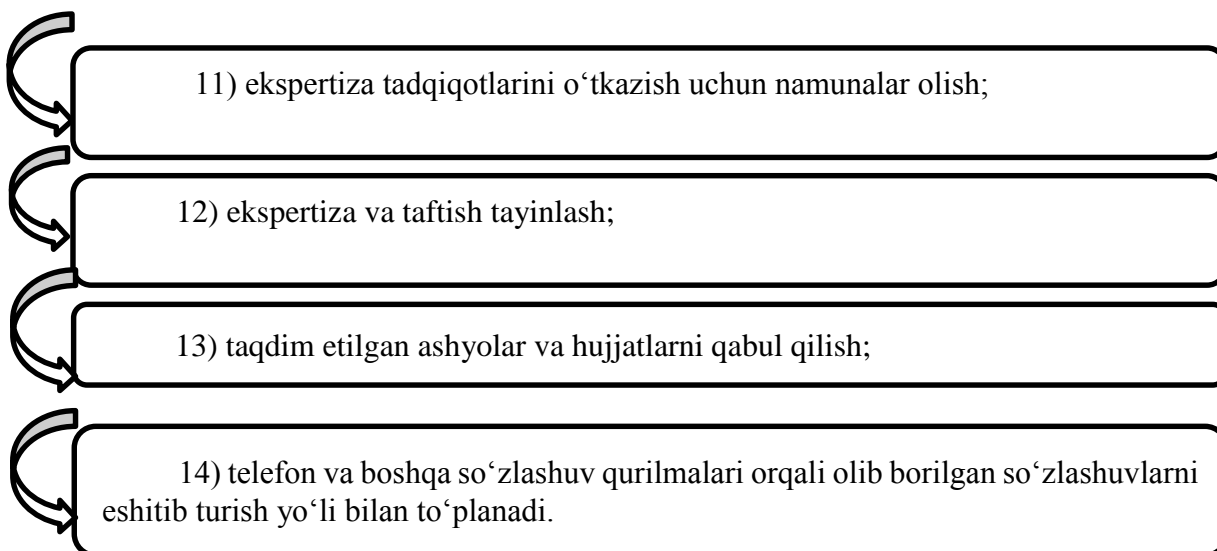 11) ekspertiza tadqiqotlarini o‘tkazish uchun namunalar olish;
12) ekspertiza va taftish tayinlash;
13) taqdim etilgan ashyolar va hujjatlarni qabul qilish;
14) telefon va boshqa so‘zlashuv qurilmalari orqali olib borilgan so‘zlashuvlarni
eshitib turish yo‘li bilan to‘planadi.